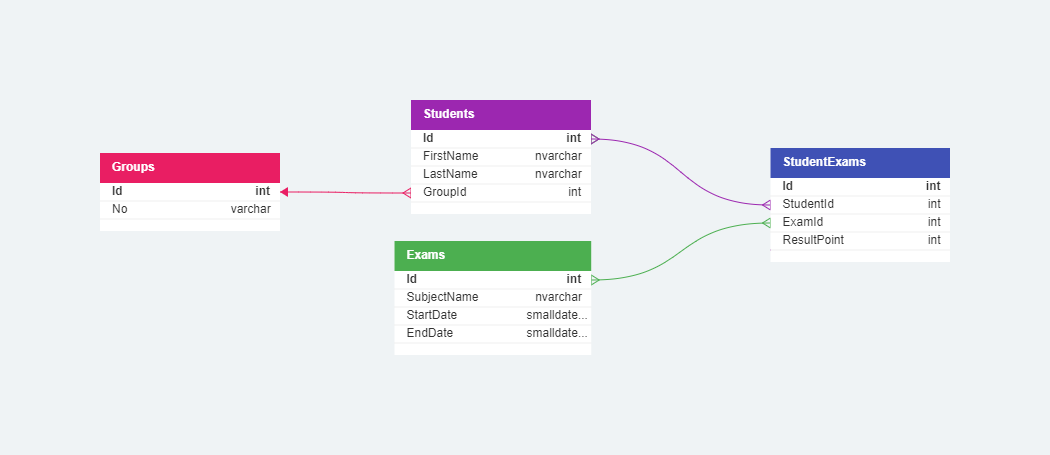 Groups
Id int
No varchar
Students
Id int
FirstName nvarchar
LastName nvarchar
GroupId int
Exams
Id int
SubjectName nvarchar
StartDate smalldate...
EndDate smalldate...
StudentExams
Id int
StudentId int
ExamId int
ResultPoint int